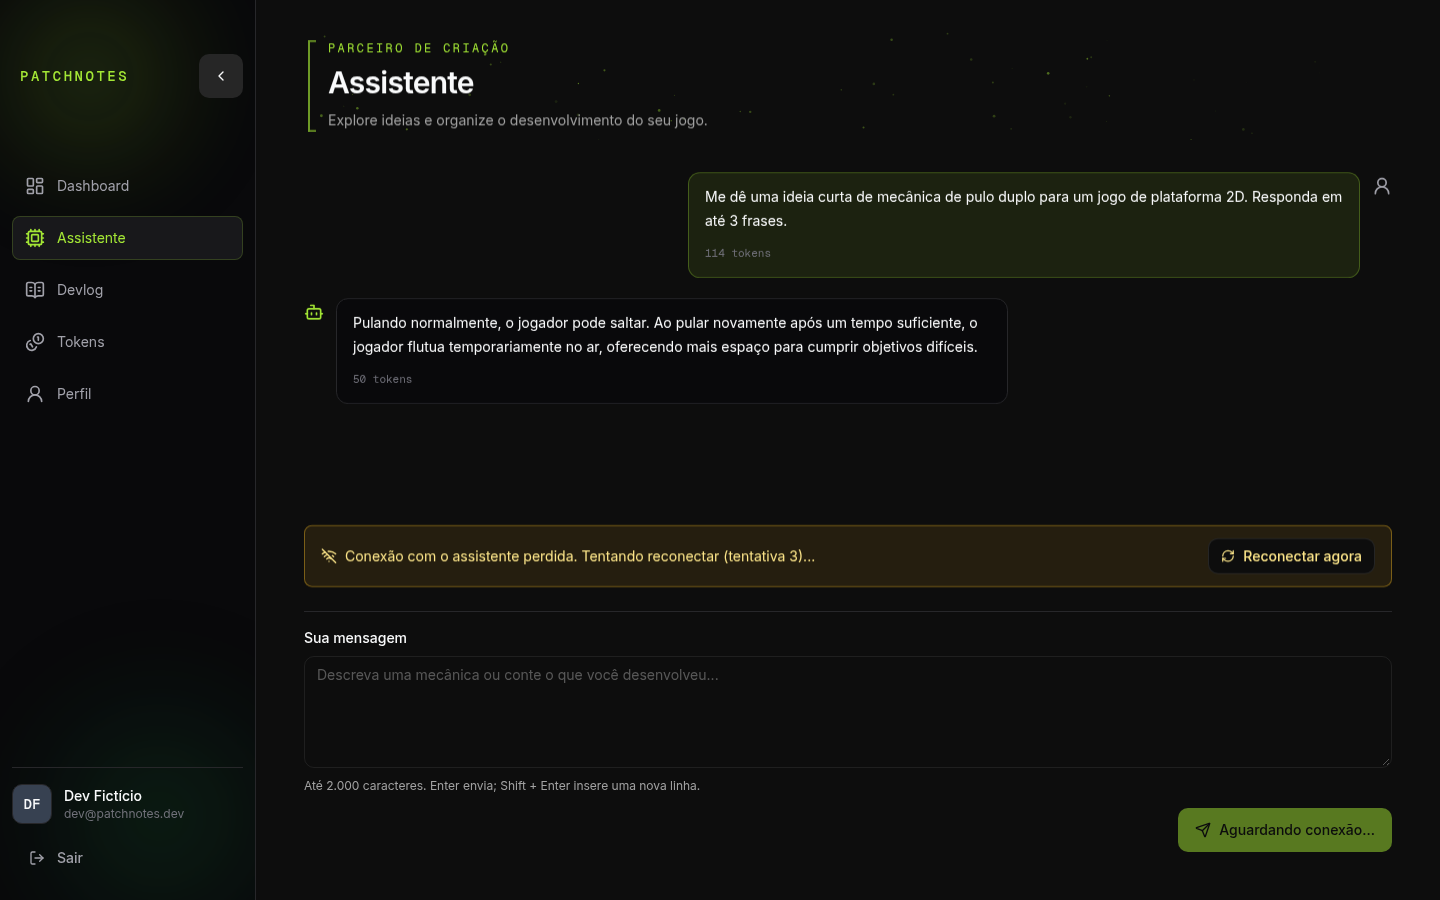 PATCHNOTES
Dashboard
Assistente
Devlog
Tokens
Perfil
DF
Dev Fictício
dev@patchnotes.dev
Sair
PARCEIRO DE CRIAÇÃO
Assistente
Explore ideias e organize o desenvolvimento do seu jogo.
Me dê uma ideia curta de mecânica de pulo duplo para um jogo de plataforma 2D. Responda em
até 3 frases.
114 tokens
Pulando normalmente, o jogador pode saltar. Ao pular novamente após um tempo suficiente, o
jogador flutua temporariamente no ar, oferecendo mais espaço para cumprir objetivos difíceis.
50 tokens
Conexão com o assistente perdida. Tentando reconectar (tentativa 3)...
Reconectar agora
Sua mensagem
Descreva uma mecânica ou conte o que você desenvolveu...
Até 2.000 caracteres. Enter envia; Shift + Enter insere uma nova linha.
Aguardando conexão...